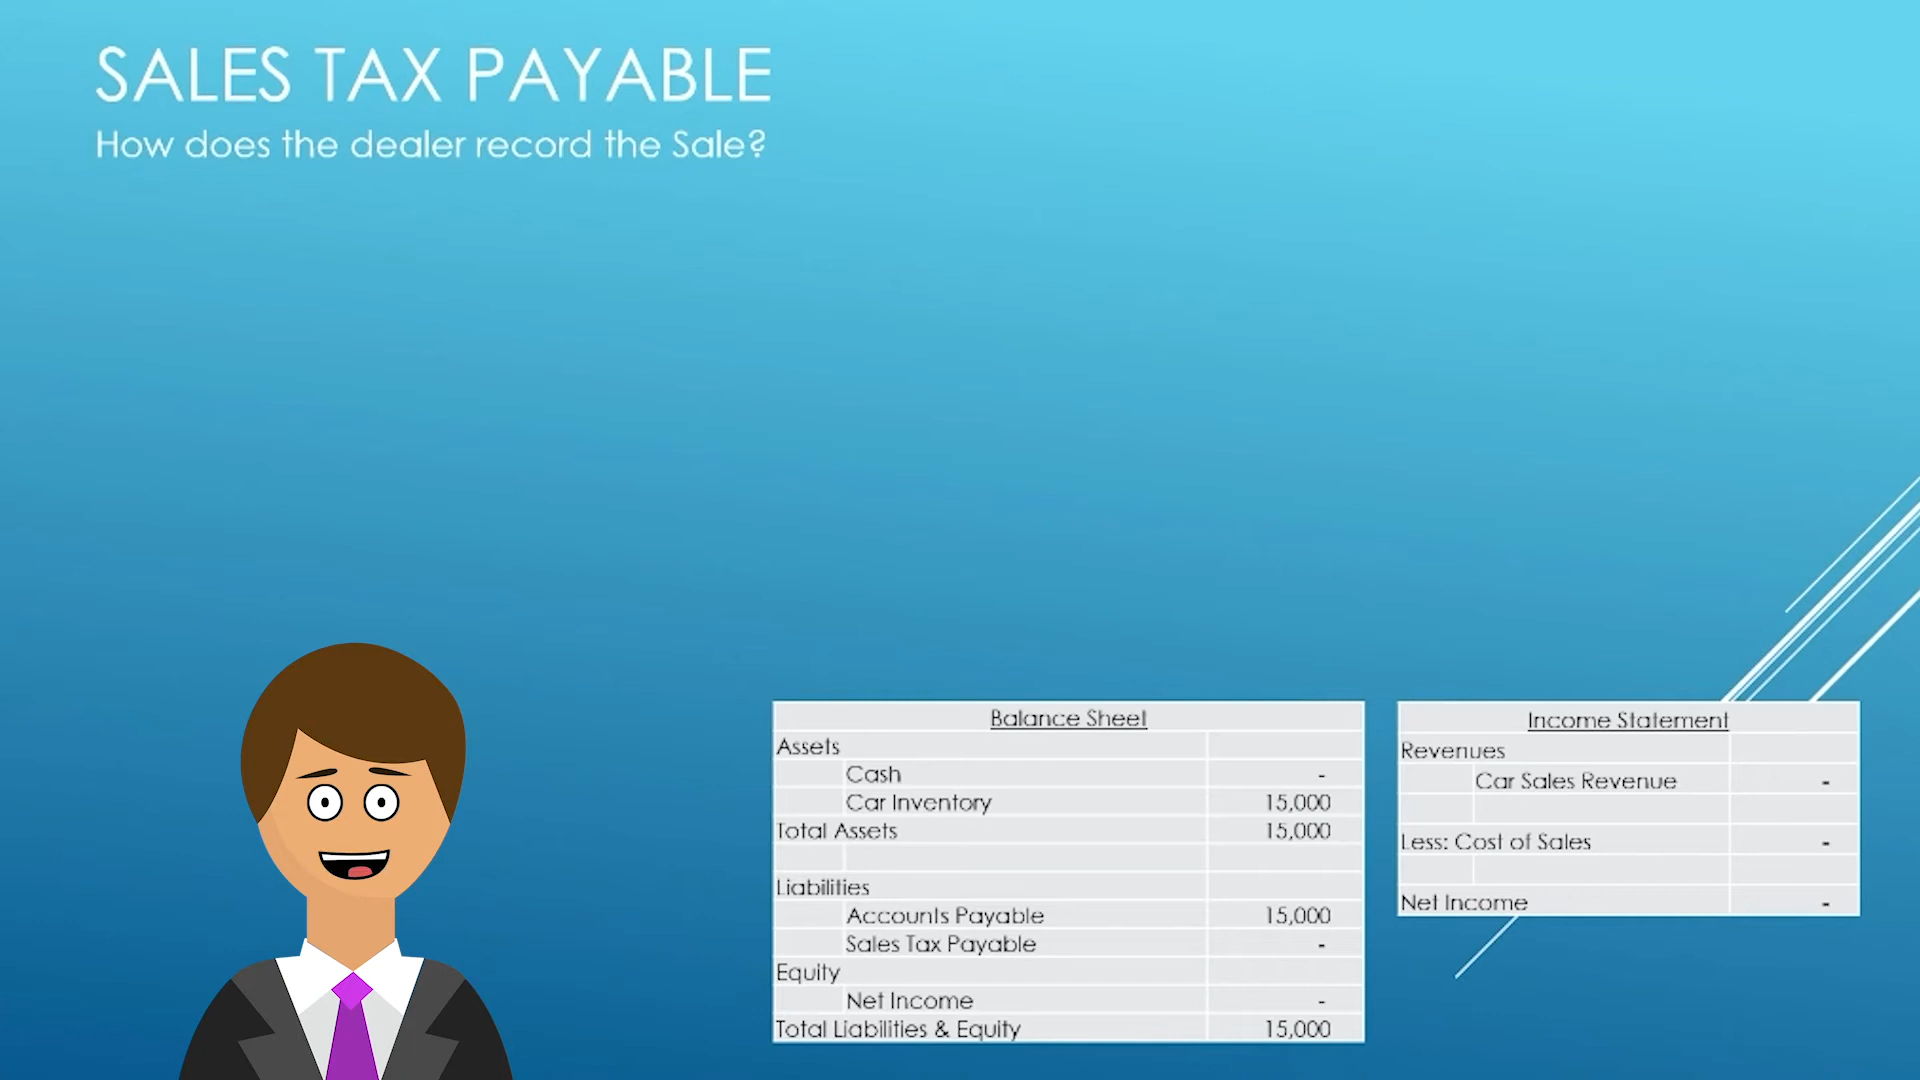 SALES TAX PAYABLE
How does the dealer record the Sale?
Balance Sheet
Assets
Cash -
Car Inventory 15,000
Total Assets 15,000
Liabilities
Accounts Payable 15,000
Sales Tax Payable -
Equity
Net Income -
Total Liabilities & Equity 15,000
Income Statement
Revenues
Car Sales Revenue -
Less: Cost of Sales -
Net Income -